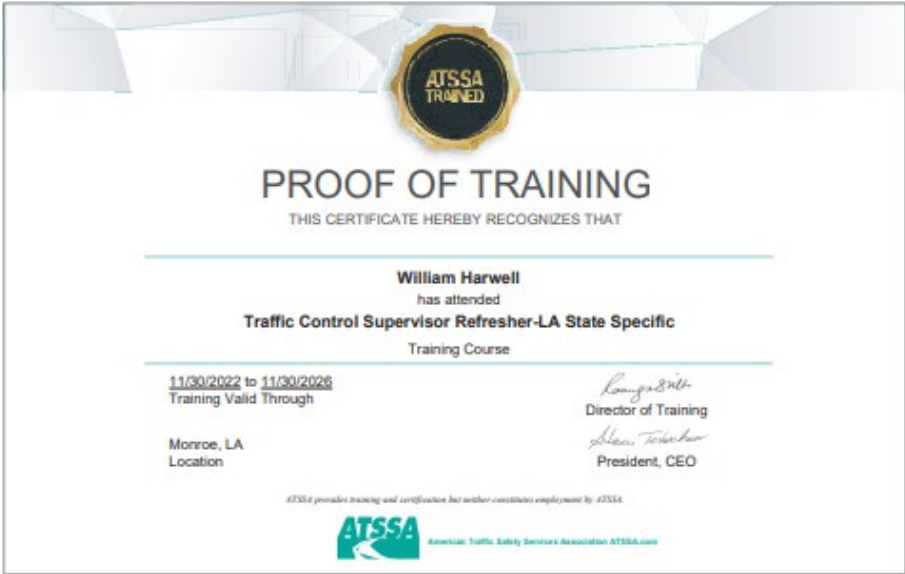 ATSSA
TRAINED
PROOF OF TRAINING
THIS CERTIFICATE HEREBY RECOGNIZES THAT
William Harwell
has attended
Traffic Control Supervisor Refresher-LA State Specific
Training Course
11/30/2022 to 11/30/2026
Training Valid Through
Director of Training
Monroe, LA
Location
President, CEO
ATSSA provides training and certification but neither constitutes employment by ATSSA.
ATSSA
American Traffic Safety Services Association ATSSA.com